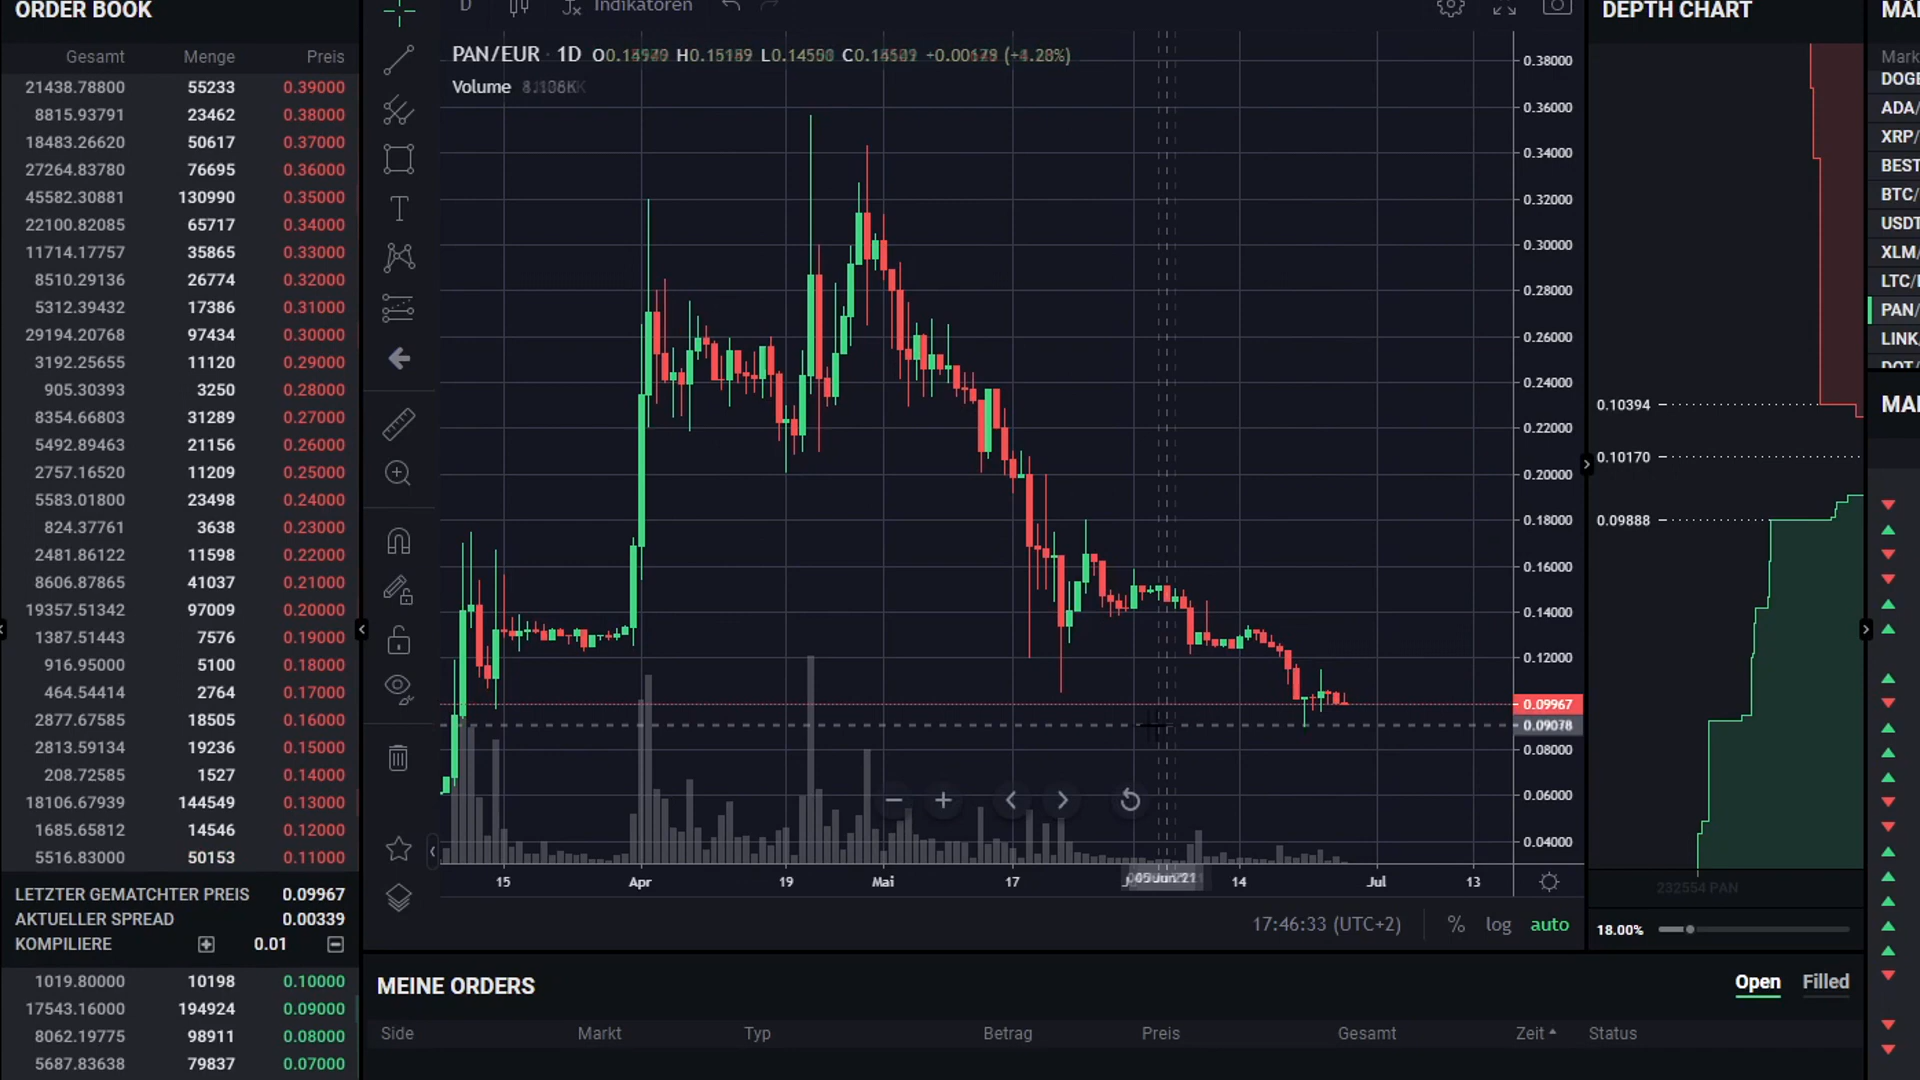 ORDER BOOK
Gesamt Menge Preis
21438.78800 55233 0.39000
8815.93791 23462 0.38000
18483.26620 50617 0.37000
27264.83780 76695 0.36000
45582.30881 130990 0.35000
22100.82085 65717 0.34000
11714.17757 35865 0.33000
8510.29136 26774 0.32000
5312.39432 17386 0.31000
29194.20768 97434 0.30000
3192.25655 11120 0.29000
905.30393 3250 0.28000
8354.66803 31289 0.27000
5492.89463 21156 0.26000
2757.16520 11209 0.25000
5583.01800 23498 0.24000
824.37761 3638 0.23000
2481.86122 11598 0.22000
8606.87865 41037 0.21000
19357.51342 97009 0.20000
1387.51443 7576 0.19000
916.95000 5100 0.18000
464.54414 2764 0.17000
2877.67585 18505 0.16000
2813.59134 19236 0.15000
208.72585 1527 0.14000
18106.67939 144549 0.13000
1685.65812 14546 0.12000
5516.83000 50153 0.11000
LETZTER GEMATCHTER PREIS 0.09967
AKTUELLER SPREAD 0.00339
KOMPILIERE 0.01
1019.80000 10198 0.10000
17543.16000 194924 0.09000
8062.19775 98911 0.08000
5687.83638 79837 0.07000
D Indikatoren
PAN/EUR · 1D
Volume
0.38000
0.36000
0.34000
0.32000
0.30000
0.28000
0.26000
0.24000
0.22000
0.20000
0.18000
0.16000
0.14000
0.12000
0.09967
0.09078
0.08000
0.06000
0.04000
15 Apr 19 Mai 17 14 Jul 13
17:46:33 (UTC+2) % log auto
MEINE ORDERS
Open Filled
Side Markt Typ Betrag Preis Gesamt Zeit Status
DEPTH CHART
0.10394
0.10170
0.09888
232554 PAN
18.00%
MÄ
Mark
DOGE
ADA/
XRP/
BEST
BTC/
USDT
XLM/
LTC/
PAN/
LINK
DOT/
MAI